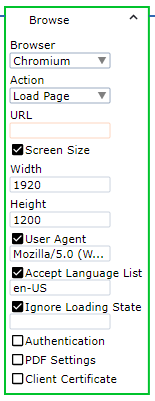 Browse
Browser
Chromium
Action
Load Page
URL
Screen Size
Width
1920
Height
1200
User Agent
Mozilla/5.0 (W...
Accept Language List
en-US
Ignore Loading State
Authentication
PDF Settings
Client Certificate